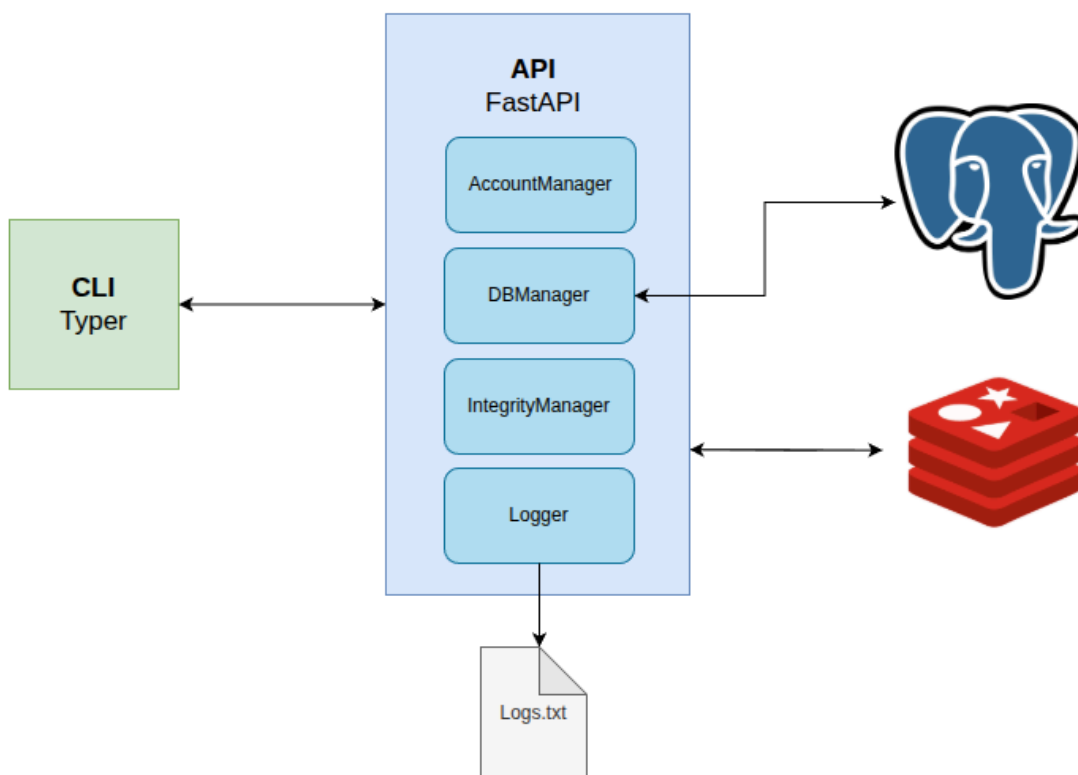 API
FastAPI
AccountManager
CLI
Typer
DBManager
IntegrityManager
Logger
Logs.txt